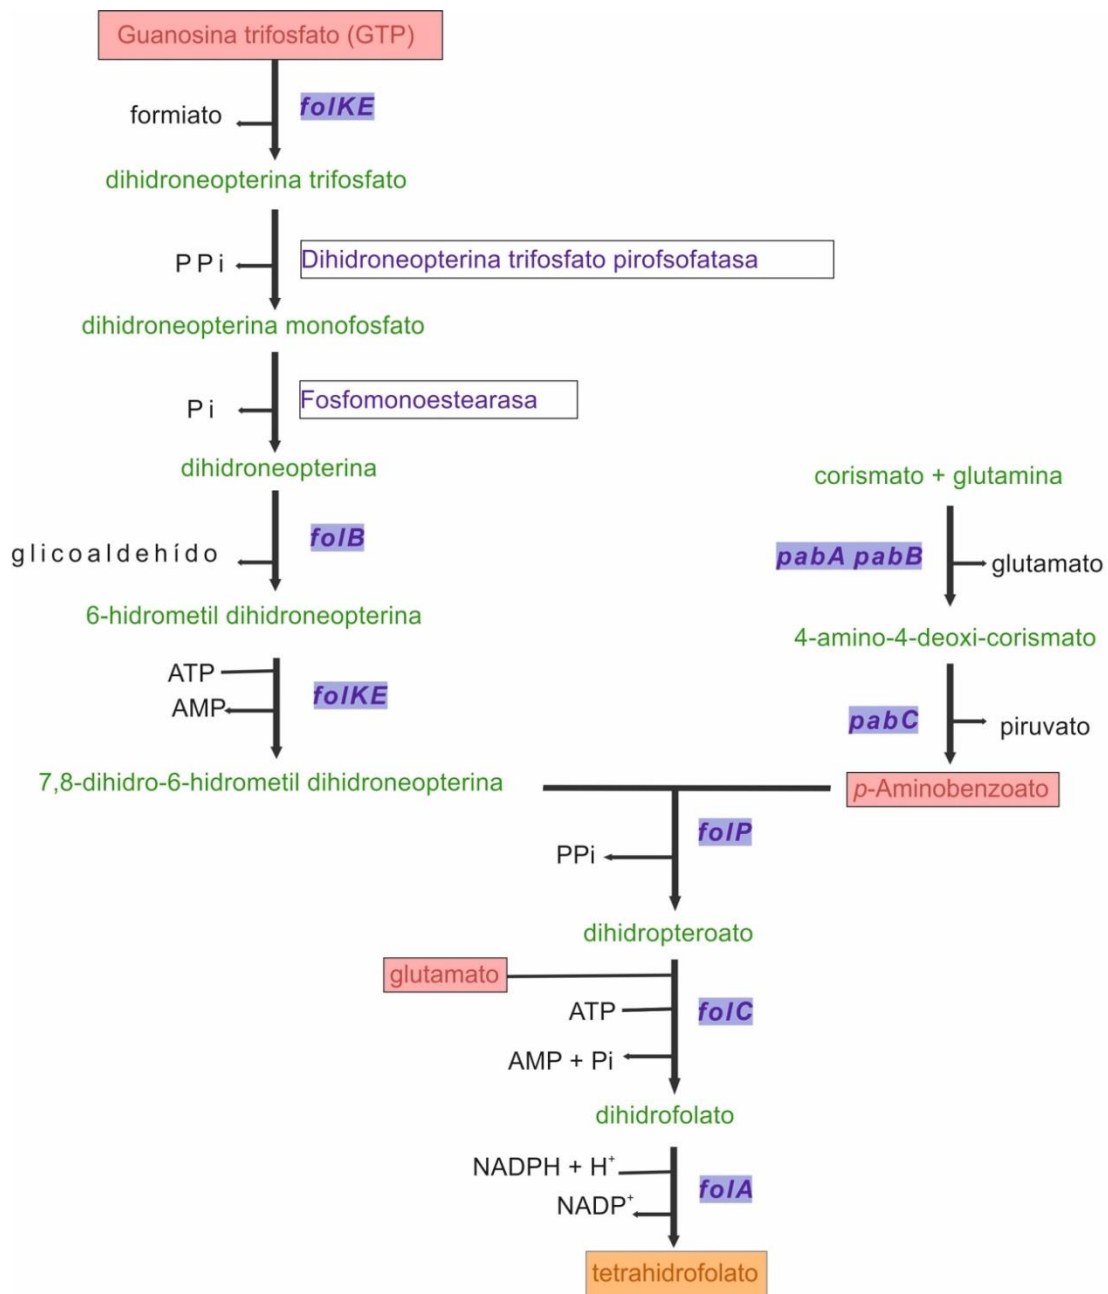 Guanosina trifosfato (GTP)
formiato
folKE
dihidroneopterina trifosfato
PPi
Dihidroneopterina trifosfato pirofsofatasa
dihidroneopterina monofosfato
Pi
Fosfomonoestearasa
dihidroneopterina
glicoaldehído
folB
6-hidrometil dihidroneopterina
ATP
AMP
folKE
7,8-dihidro-6-hidrometil dihidroneopterina
corismato + glutamina
pabA pabB
glutamato
4-amino-4-deoxi-corismato
pabC
piruvato
p-Aminobenzoato
folP
PPi
dihidropteroato
glutamato
ATP
folC
AMP + Pi
dihidrofolato
NADPH + H⁺
folA
NADP⁺
tetrahidrofolato